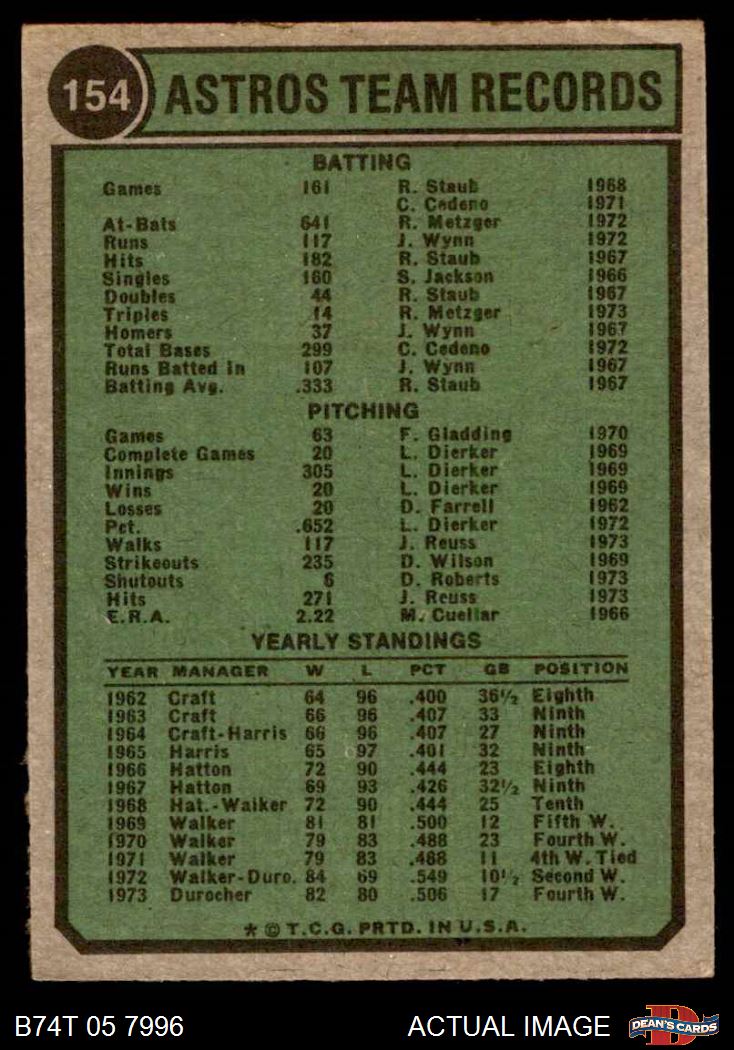 154 ASTROS TEAM RECORDS
BATTING
Games 161 R. Staub 1968
C. Cedeno 1971
At-Bats 641 R. Metzger 1972
Runs 117 J. Wynn 1972
Hits 182 R. Staub 1967
Singles 160 S. Jackson 1966
Doubles 44 R. Staub 1967
Triples 14 R. Metzger 1973
Homers 37 J. Wynn 1967
Total Bases 299 C. Cedeno 1972
Runs Batted in 107 J. Wynn 1967
Batting Avg. .333 R. Staub 1967
PITCHING
Games 63 F. Gladding 1970
Complete Games 20 L. Dierker 1969
Innings 305 L. Dierker 1969
Wins 20 L. Dierker 1969
Losses 20 D. Farrell 1962
Pct. .652 L. Dierker 1972
Walks 117 J. Reuss 1973
Strikeouts 235 D. Wilson 1969
Shutouts 6 D. Roberts 1973
Hits 271 J. Reuss 1973
E.R.A. 2.22 M. Cuellar 1966
YEARLY STANDINGS
YEAR MANAGER W L PCT GB POSITION
1962 Craft 64 96 .400 36½ Eighth
1963 Craft 66 96 .407 33 Ninth
1964 Craft-Harris 66 96 .407 27 Ninth
1965 Harris 65 97 .401 32 Ninth
1966 Hatton 72 90 .444 23 Eighth
1967 Hatton 69 93 .426 32½ Ninth
1968 Hat.-Walker 72 90 .444 25 Tenth
1969 Walker 81 81 .500 12 Fifth W.
1970 Walker 79 83 .488 23 Fourth W.
1971 Walker 79 83 .488 11 4th W. Tied
1972 Walker-Duro. 84 69 .549 10½ Second W.
1973 Durocher 82 80 .506 17 Fourth W.
* © T.C.G. PRTD. IN U.S.A.
B74T 05 7996 ACTUAL IMAGE D DEAN'S CARDS